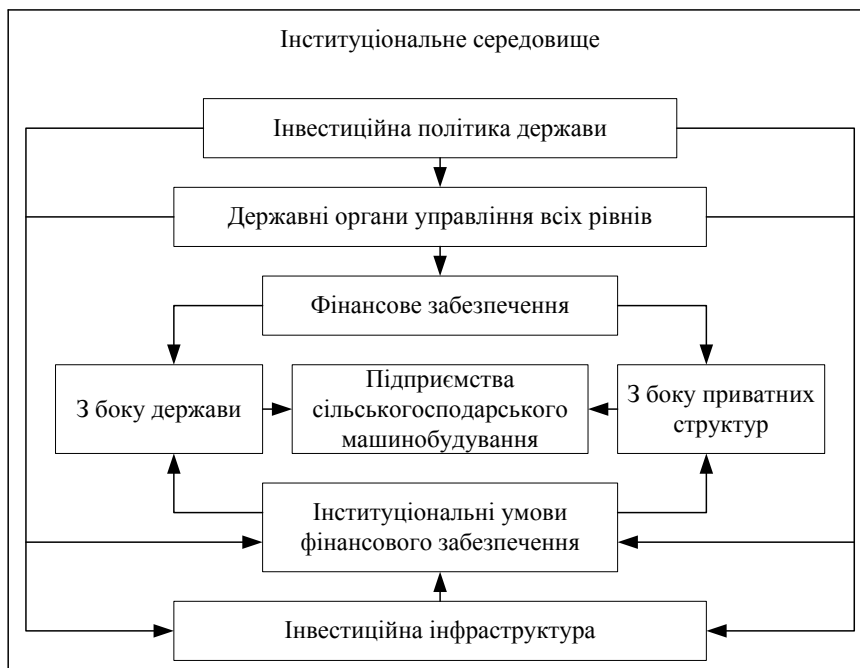 Інституціональне середовище
Інвестиційна політика держави
Державні органи управління всіх рівнів
Фінансове забезпечення
З боку держави
Підприємства
сільськогосподарського
машинобудування
З боку приватних
структур
Інституціональні умови
фінансового забезпечення
Інвестиційна інфраструктура